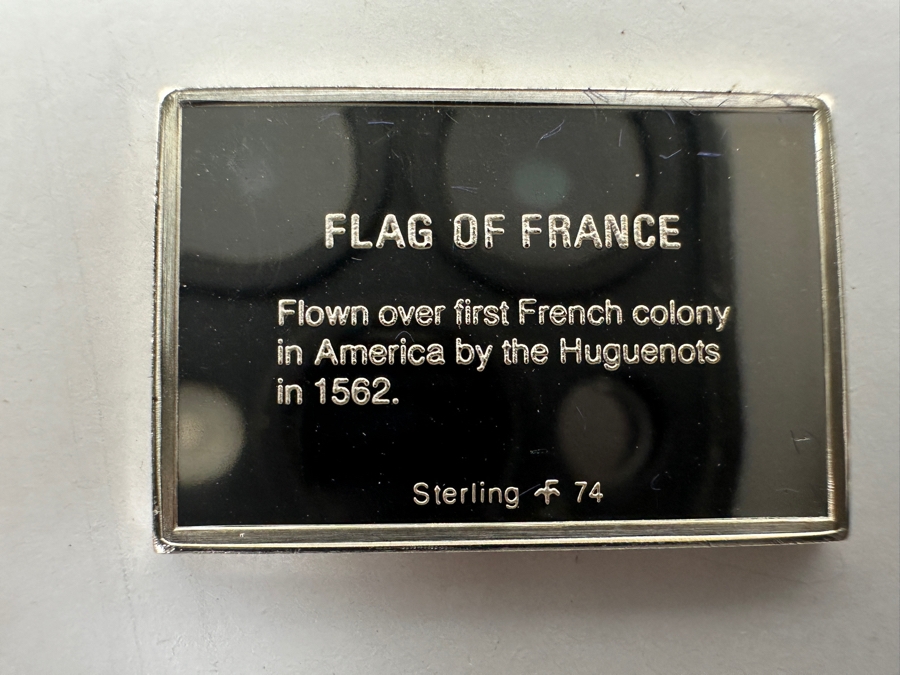 FLAG OF FRANCE
Flown over first French colony
in America by the Huguenots
in 1562.
Sterling 74